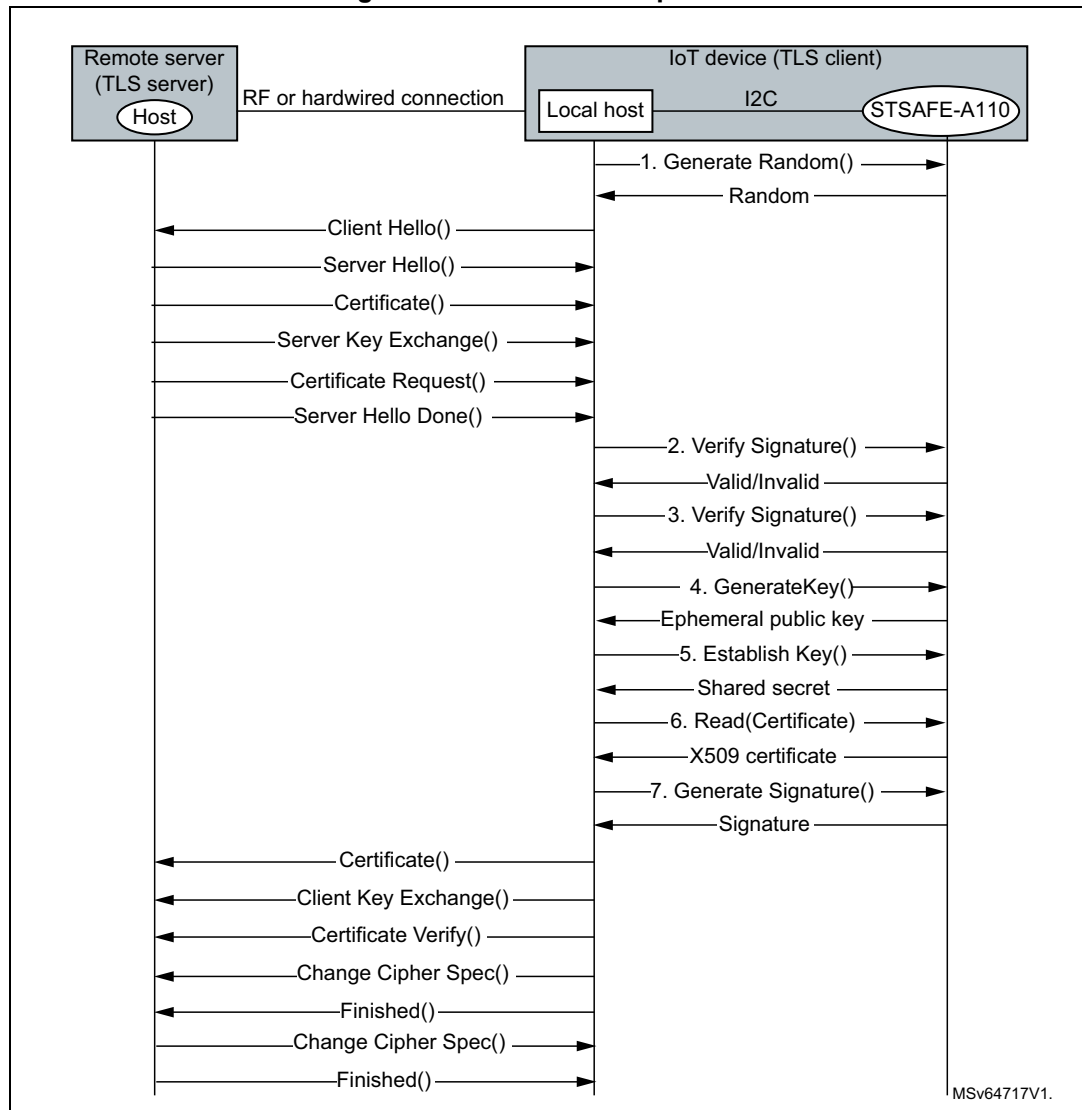 Remote server
(TLS server)
Host
RF or hardwired connection
IoT device (TLS client)
Local host
I2C
STSAFE-A110
1. Generate Random()
Random
Client Hello()
Server Hello()
Certificate()
Server Key Exchange()
Certificate Request()
Server Hello Done()
2. Verify Signature()
Valid/Invalid
3. Verify Signature()
Valid/Invalid
4. GenerateKey()
Ephemeral public key
5. Establish Key()
Shared secret
6. Read(Certificate)
X509 certificate
7. Generate Signature()
Signature
Certificate()
Client Key Exchange()
Certificate Verify()
Change Cipher Spec()
Finished()
Change Cipher Spec()
Finished()
MSv64717V1.